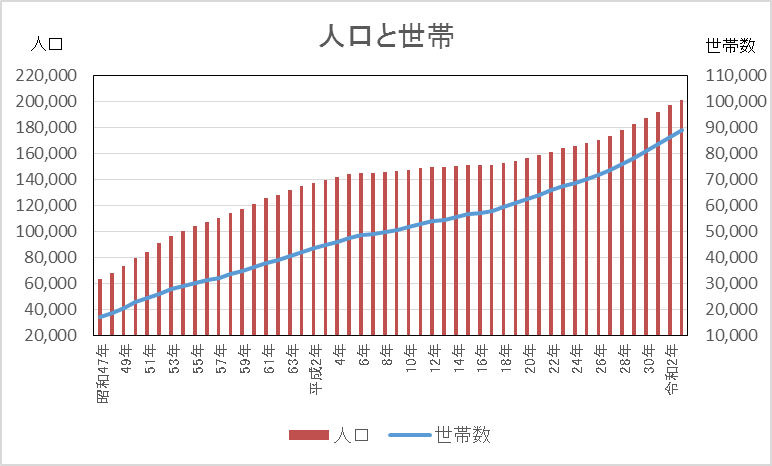 人口と世帯
人口
世帯数
220,000
200,000
180,000
160,000
140,000
120,000
100,000
80,000
60,000
40,000
20,000
110,000
100,000
90,000
80,000
70,000
60,000
50,000
40,000
30,000
20,000
10,000
昭和47年
49年
51年
53年
55年
57年
59年
61年
63年
平成2年
4年
6年
8年
10年
12年
14年
16年
18年
20年
22年
24年
26年
28年
30年
令和2年
人口
世帯数